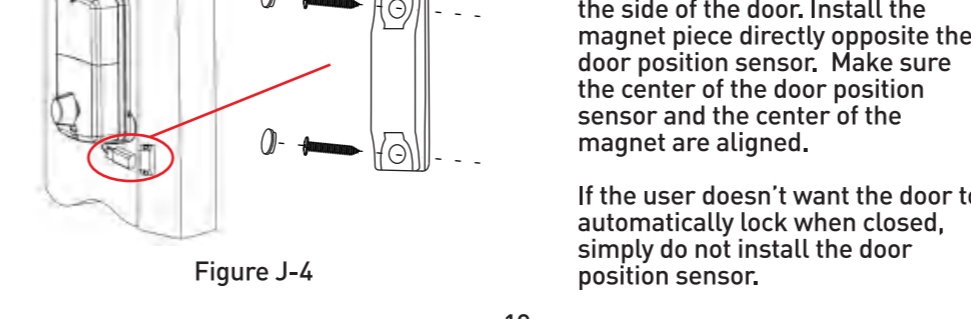 the side of the door. Install the
magnet piece directly opposite the
door position sensor.  Make sure
the center of the door position
sensor and the center of the
magnet are aligned.
If the user doesn't want the door to
automatically lock when closed,
simply do not install the door
position sensor.
Figure J-4